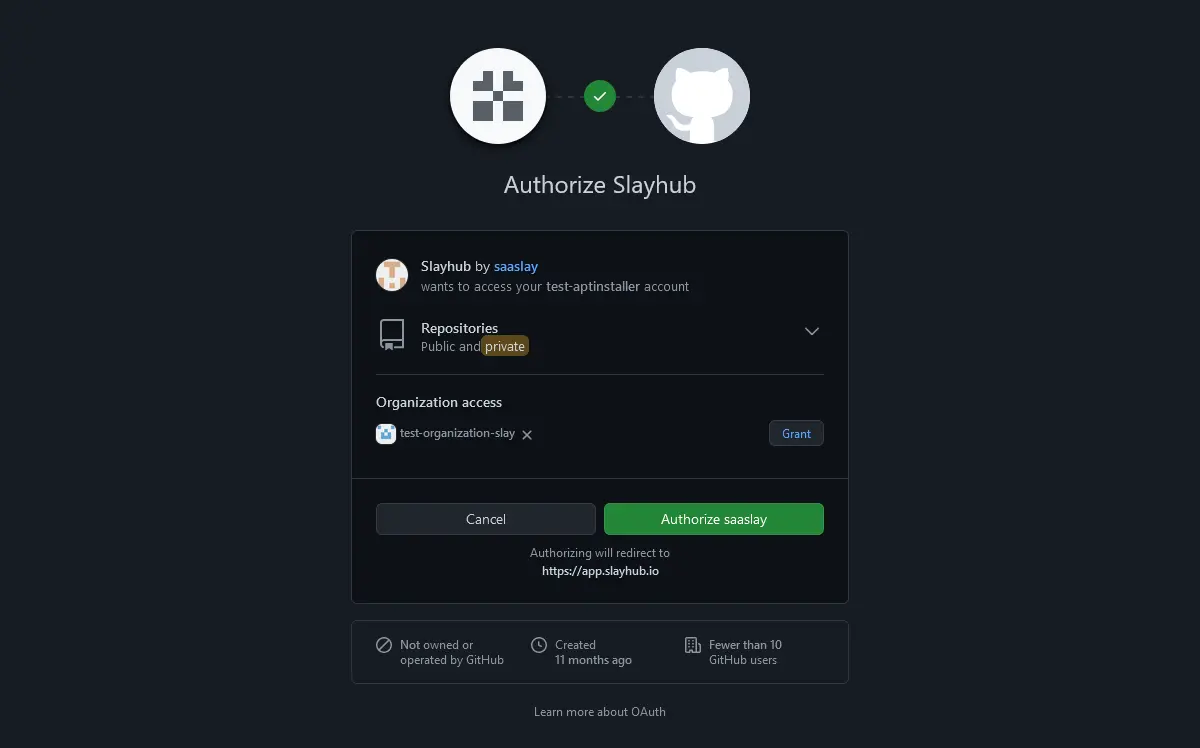 Authorize Slayhub
Slayhub by saaslay
wants to access your test-aptinstaller account
Repositories
Public and private
Organization access
test-organization-slay
Grant
Cancel
Authorize saaslay
Authorizing will redirect to
https://app.slayhub.io
Not owned or
operated by GitHub
Created
11 months ago
Fewer than 10
GitHub users
Learn more about OAuth